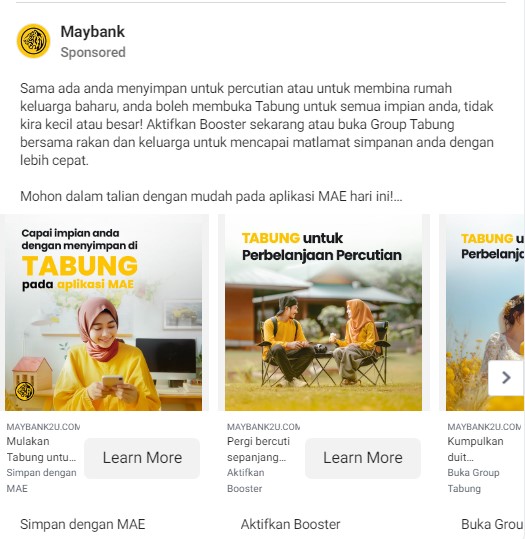 Maybank
Sponsored
Sama ada anda menyimpan untuk percutian atau untuk membina rumah
keluarga baharu, anda boleh membuka Tabung untuk semua impian anda, tidak
kira kecil atau besar! Aktifkan Booster sekarang atau buka Group Tabung
bersama rakan dan keluarga untuk mencapai matlamat simpanan anda dengan
lebih cepat.
Mohon dalam talian dengan mudah pada aplikasi MAE hari ini!...
Capai impian anda
dengan menyimpan di
TABUNG
pada aplikasi MAE
MAYBANK2U.COM
Mulakan
Tabung untu...
Simpan dengan
MAE
Learn More
Simpan dengan MAE
TABUNG untuk
Perbelanjaan Percutian
MAYBANK2U.COM
Pergi bercuti
sepanjang...
Aktifkan
Booster
Learn More
Aktifkan Booster
TABUNG u
Perbelanja
MAYBANK2U.COM
Kumpulkan
duit...
Buka Group
Tabung
Buka Grou